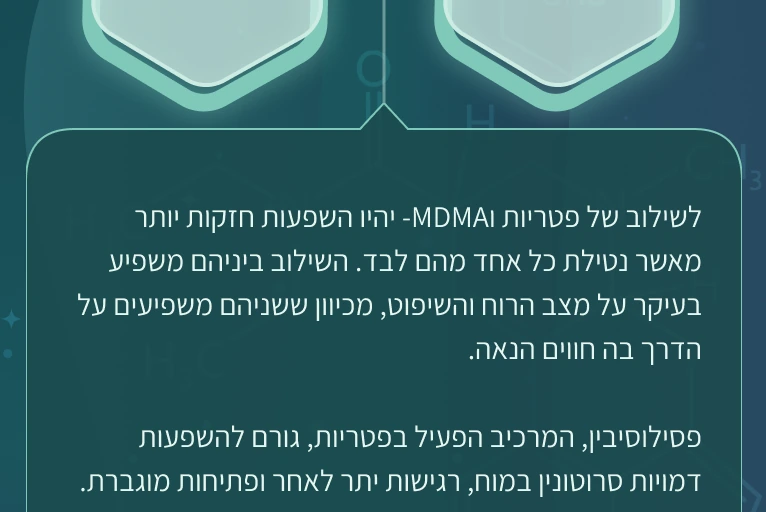 לשילוב של פטריות וMDMA- יהיו השפעות חזקות יותר
מאשר נטילת כל אחד מהם לבד. השילוב ביניהם משפיע
בעיקר על מצב הרוח והשיפוט, מכיוון ששניהם משפיעים על
הדרך בה חווים הנאה.
פסילוסיבין, המרכיב הפעיל בפטריות, גורם להשפעות
דמויות סרוטונין במוח, רגישות יתר לאחר ופתיחות מוגברת.
O
H
CH3
H
H3C